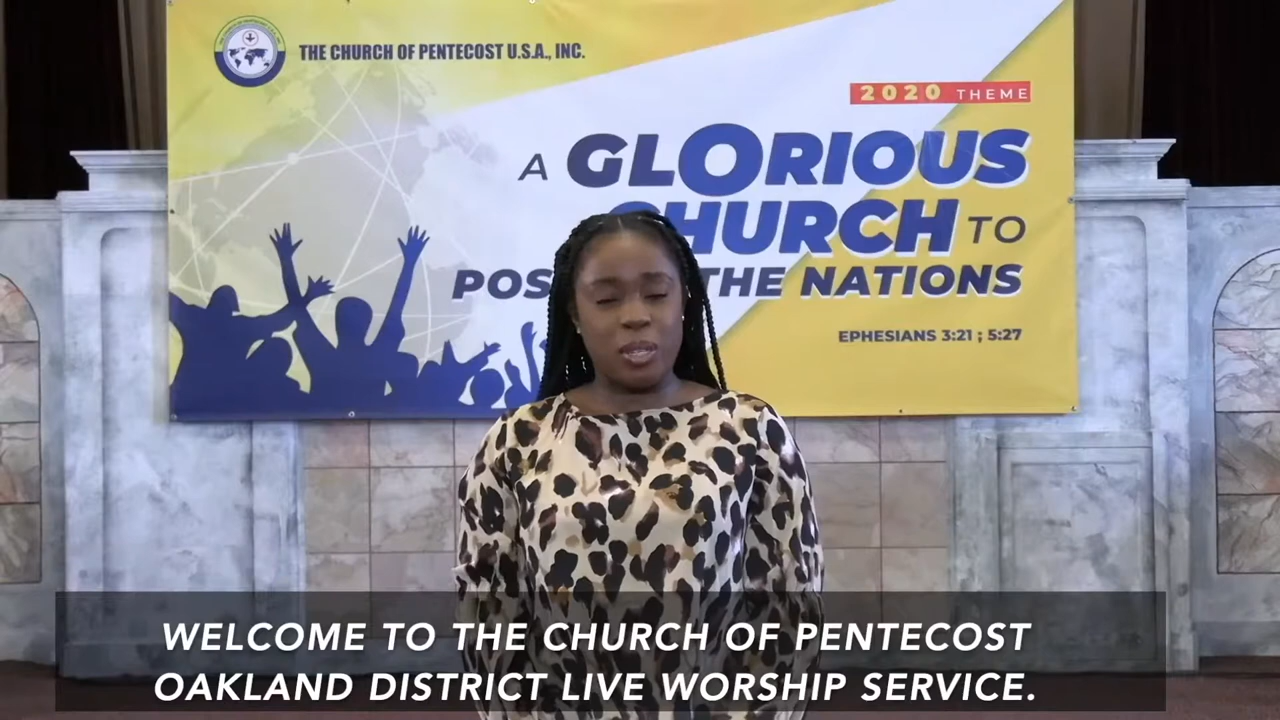 THE CHURCH OF PENTECOST U.S.A., INC.
2020 THEME
A GLORIOUS
CHURCH TO
POS THE NATIONS
EPHESIANS 3:21 ; 5:27
WELCOME TO THE CHURCH OF PENTECOST
OAKLAND DISTRICT LIVE WORSHIP SERVICE.